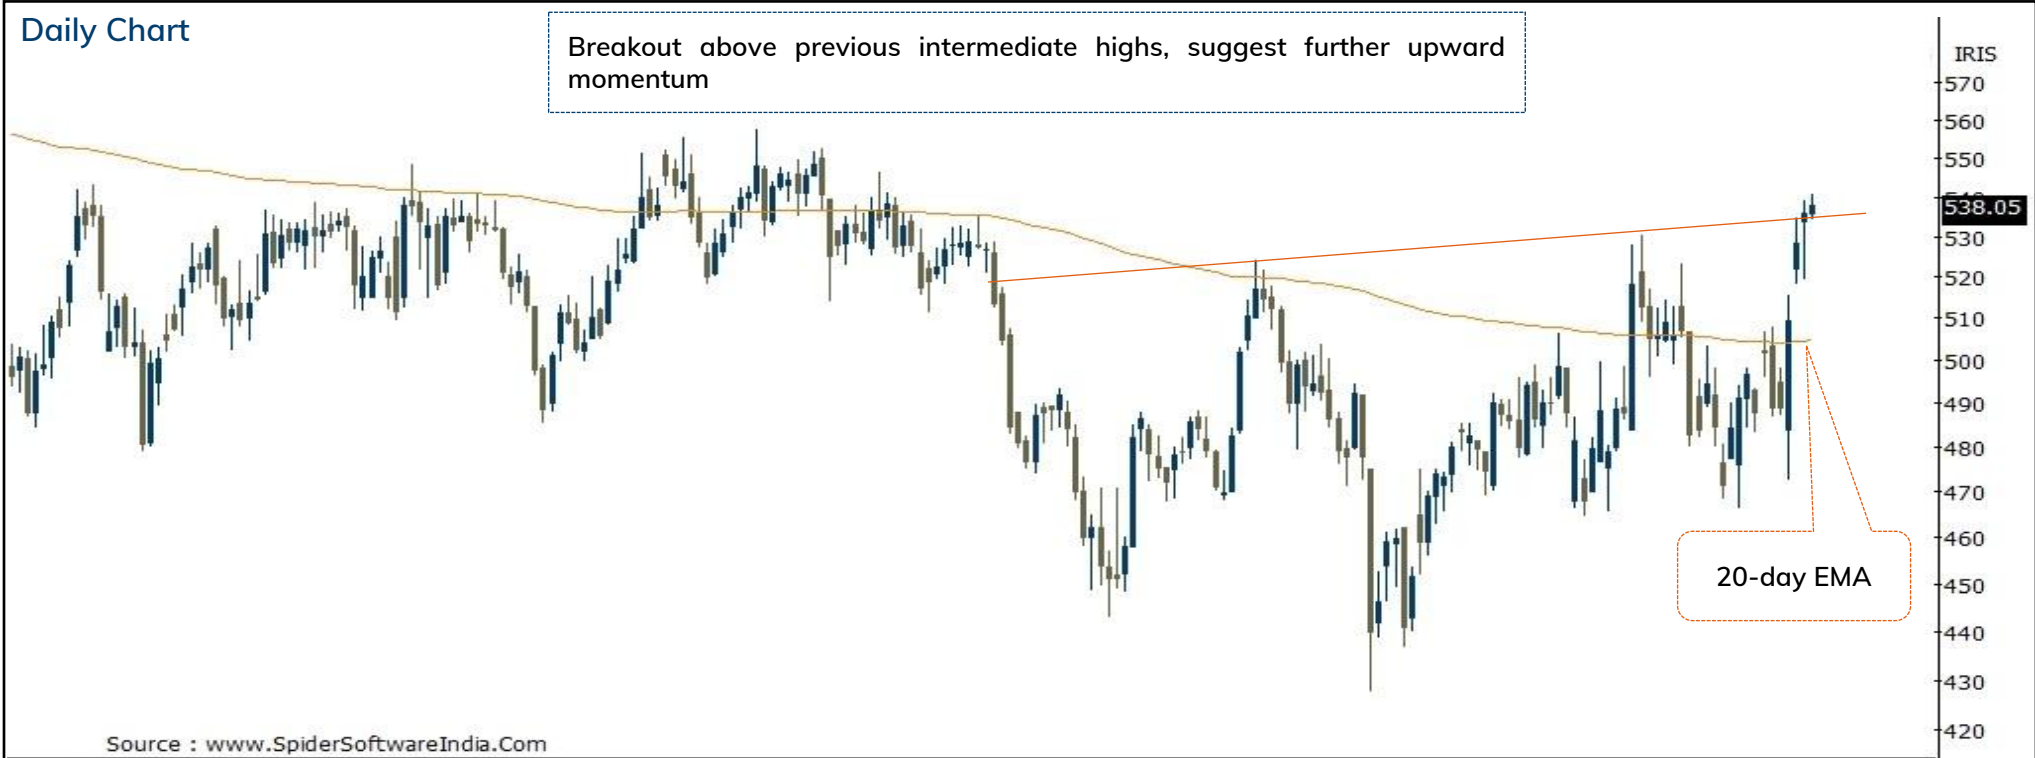 Daily Chart
Breakout above previous intermediate highs, suggest further upward
momentum
IRIS
570
560
550
540
538.05
530
520
510
500
490
480
470
460
450
440
430
420
20-day EMA
Source : www.SpiderSoftwareIndia.Com